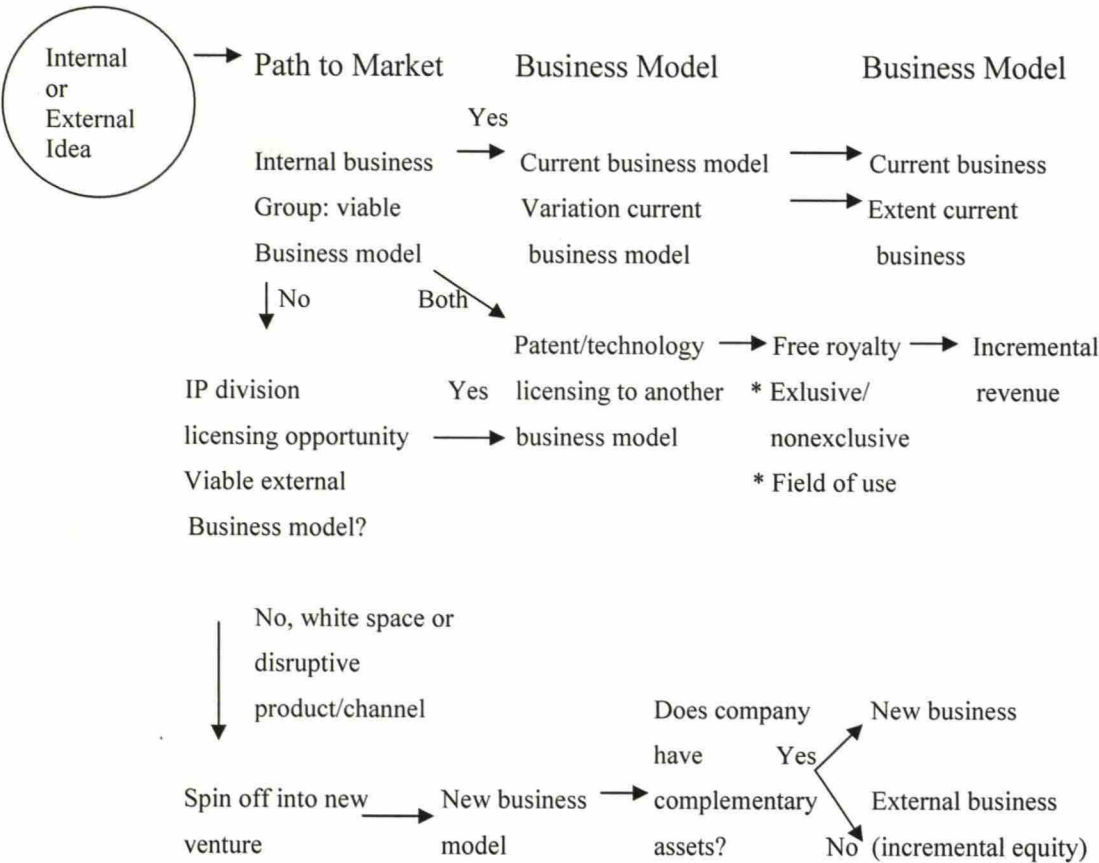 Internal
or
External
Idea
Path to Market
Business Model
Business Model
Yes
Internal business
Group: viable
Business model
Current business model
Variation current
business model
Current business
Extent current
business
No
Both
Patent/technology
licensing to another
business model
Free royalty
* Exlusive/
nonexclusive
* Field of use
Incremental
revenue
IP division
licensing opportunity
Viable external
Business model?
Yes
No, white space or
disruptive
product/channel
Spin off into new
venture
New business
model
Does company
have
complementary
assets?
Yes
New business
No
External business
(incremental equity)